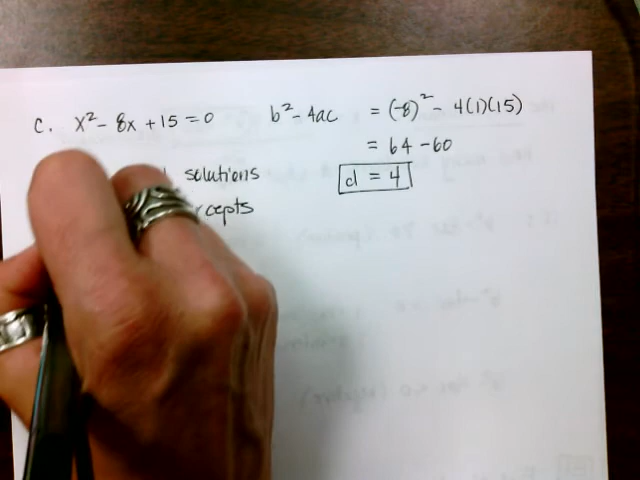 c. x² - 8x + 15 = 0 b² - 4ac = (-8)² - 4(1)(15)
= 64 - 60
solutions d = 4